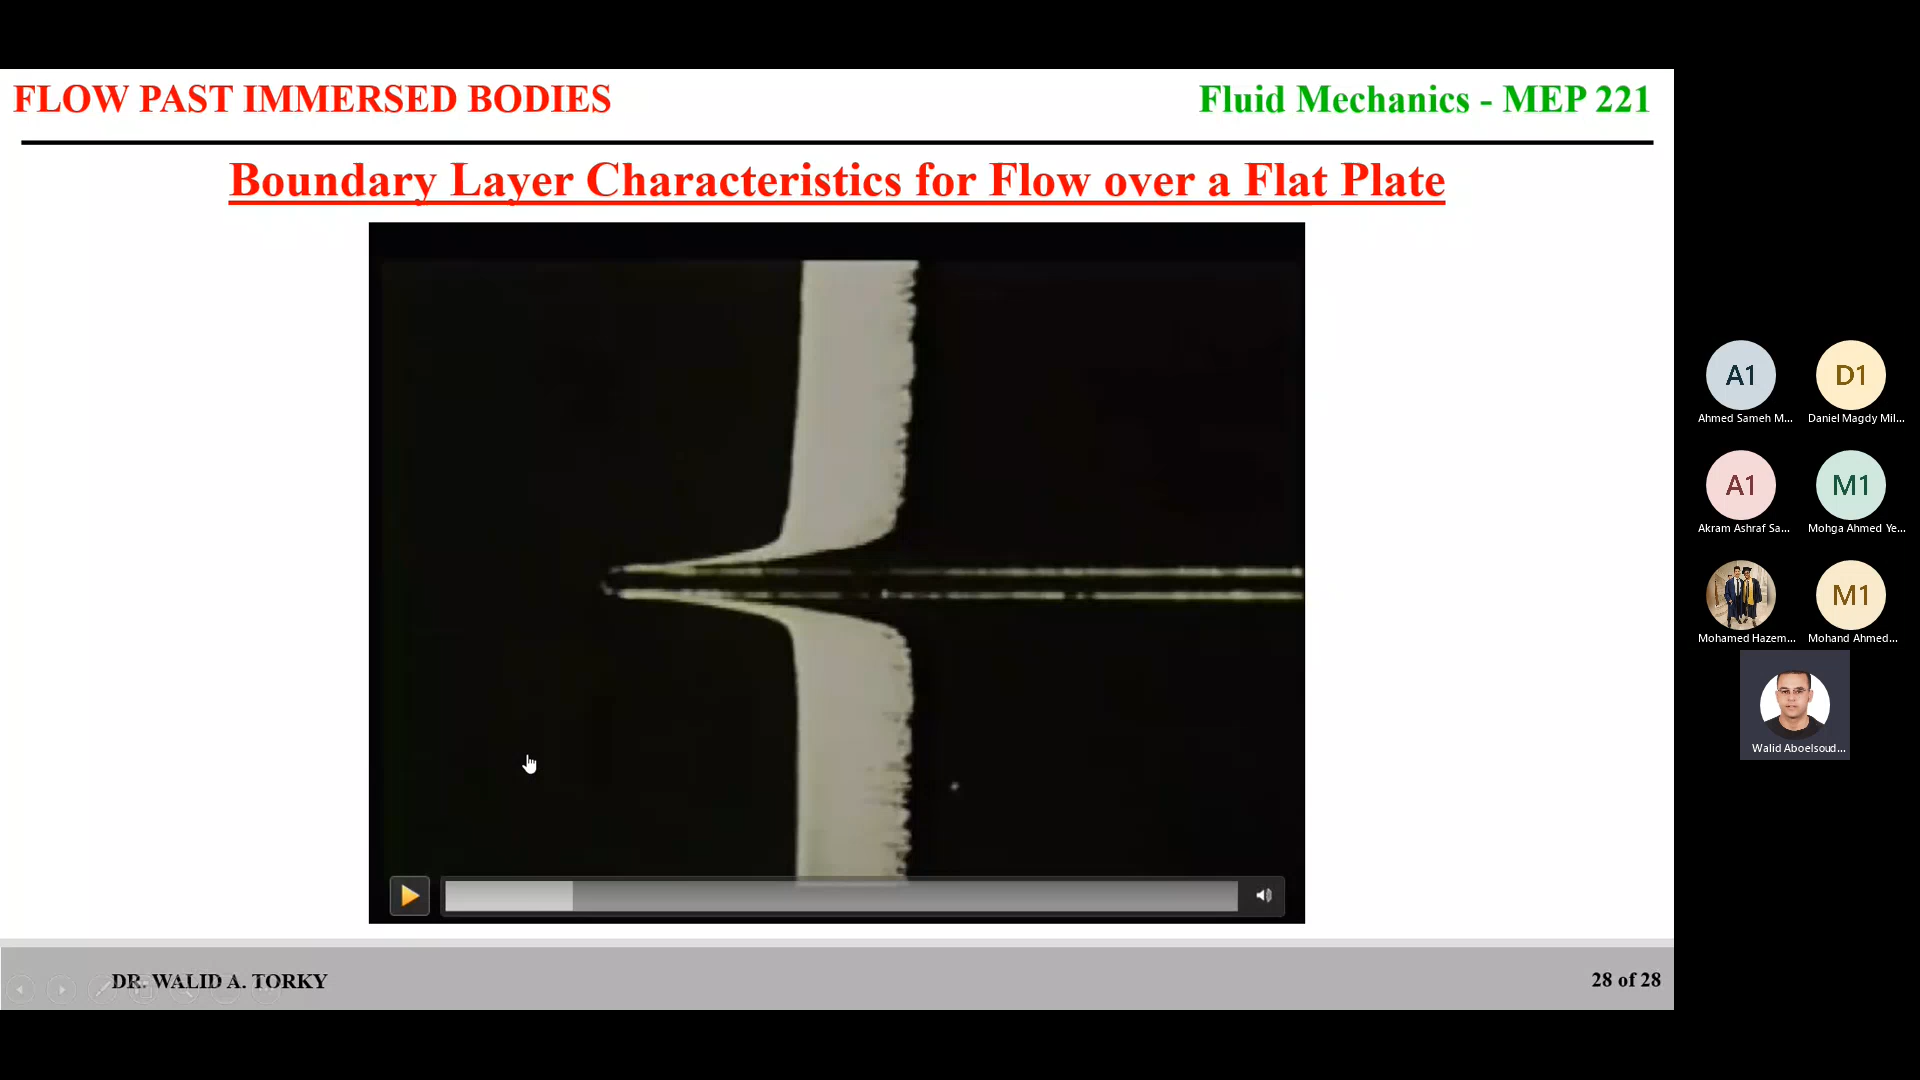 FLOW PAST IMMERSED BODIES
Fluid Mechanics - MEP 221
Boundary Layer Characteristics for Flow over a Flat Plate
A1
D1
Ahmed Sameh M...
Daniel Magdy Mil...
A1
M1
Akram Ashraf Sa...
Mohga Ahmed Ye...
M1
Mohamed Hazem...
Mohand Ahmed...
Walid Aboelsoud...
DR. WALID A. TORKY
28 of 28